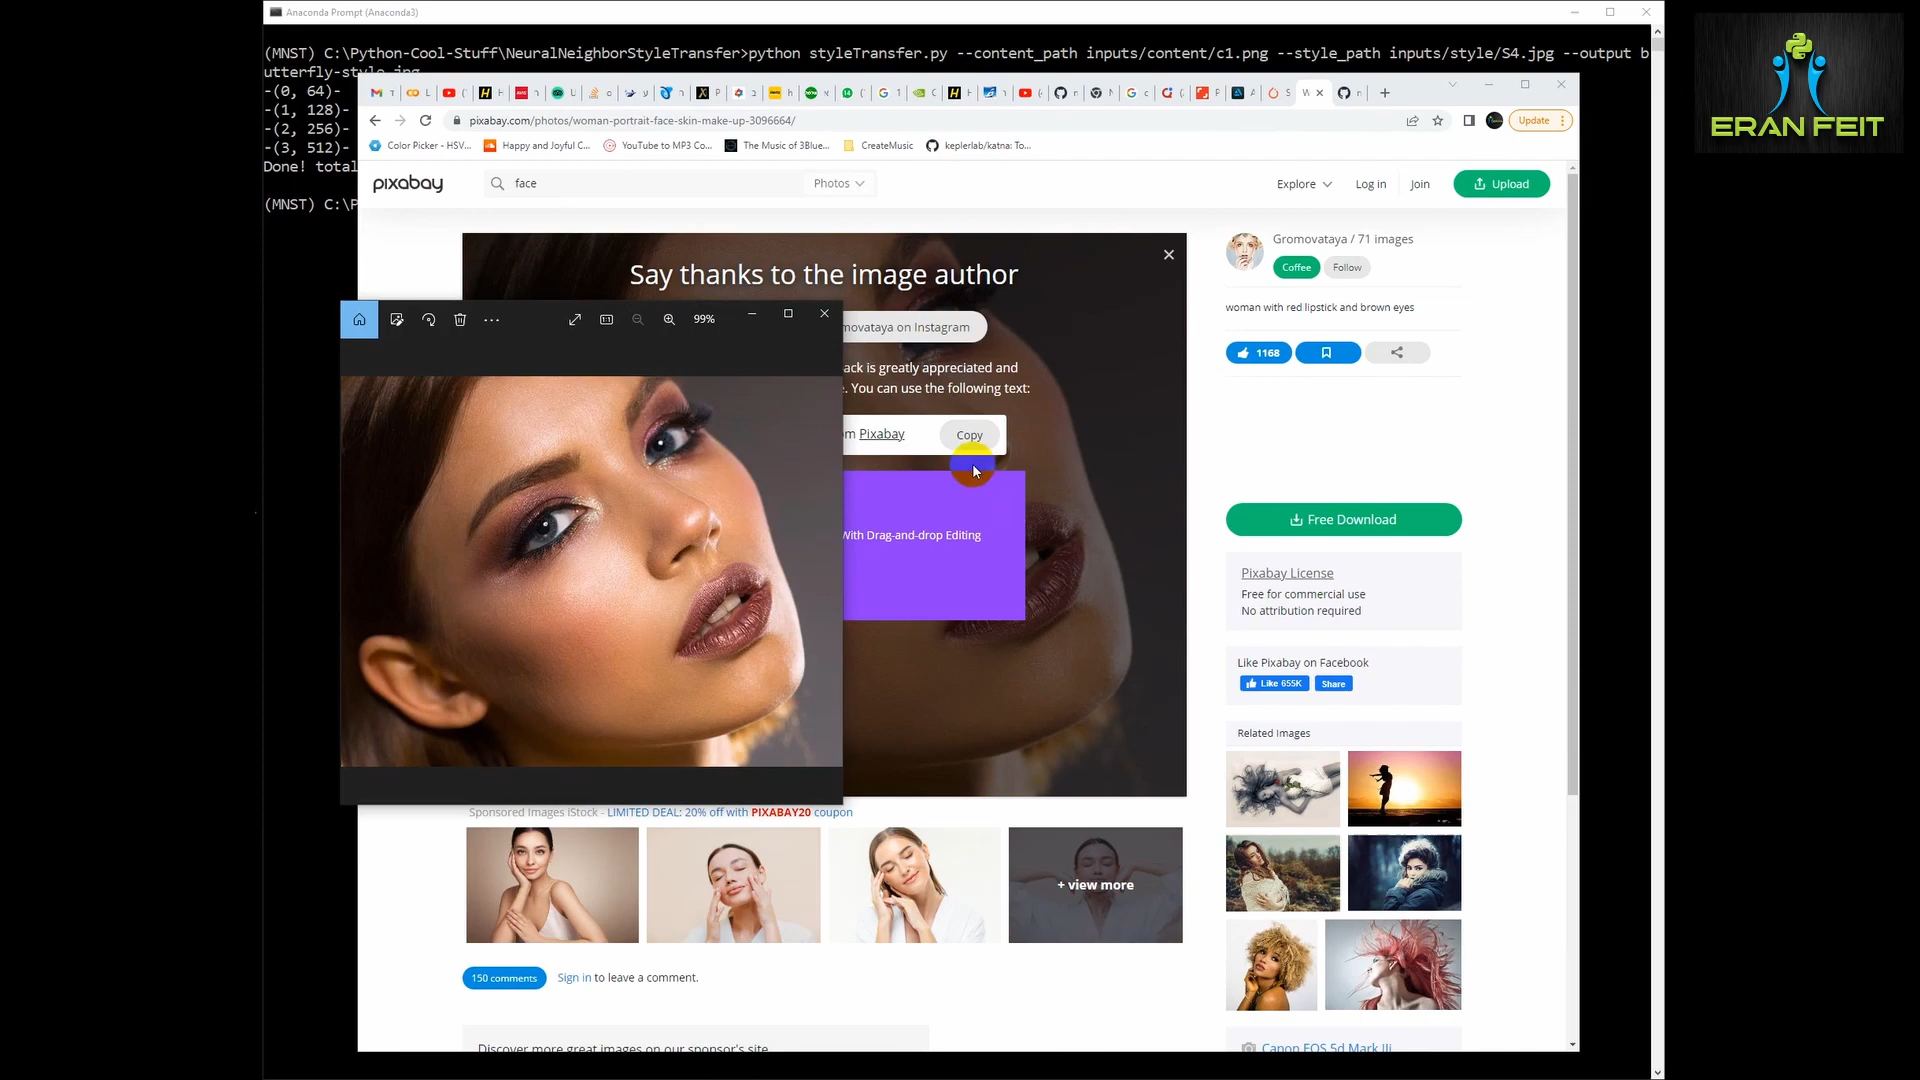 Anaconda Prompt (Anaconda3)
(MNST) C:\Python-Cool-Stuff\NeuralNeighborStyleTransfer>python styleTransfer.py --content_path inputs/content/c1.png --style_path inputs/style/S4.jpg --output b
utterfly-style.jpg
-(0, 64)-
-(1, 128)-
-(2, 256)-
-(3, 512)-
Done! total
(MNST) C:\P
ERAN FEIT
pixabay.com/photos/woman-portrait-face-skin-make-up-3096664/
Update
Color Picker - HSV...
Happy and Joyful C...
YouTube to MP3 Co...
The Music of 3Blue...
CreateMusic
keplerlab/katna: To...
pixabay
face
Photos
Explore
Log in
Join
Upload
Say thanks to the image author
movataya on Instagram
ack is greatly appreciated and
e. You can use the following text:
om Pixabay
Copy
With Drag-and-drop Editing
99%
Gromovataya / 71 images
Coffee
Follow
woman with red lipstick and brown eyes
1168
Free Download
Pixabay License
Free for commercial use
No attribution required
Like Pixabay on Facebook
Like 655K
Share
Related Images
Sponsored Images iStock - LIMITED DEAL: 20% off with PIXABAY20 coupon
+ view more
150 comments
Sign in to leave a comment.
Discover more great images on our sponsor's site
Canon EOS 5d Mark Iii